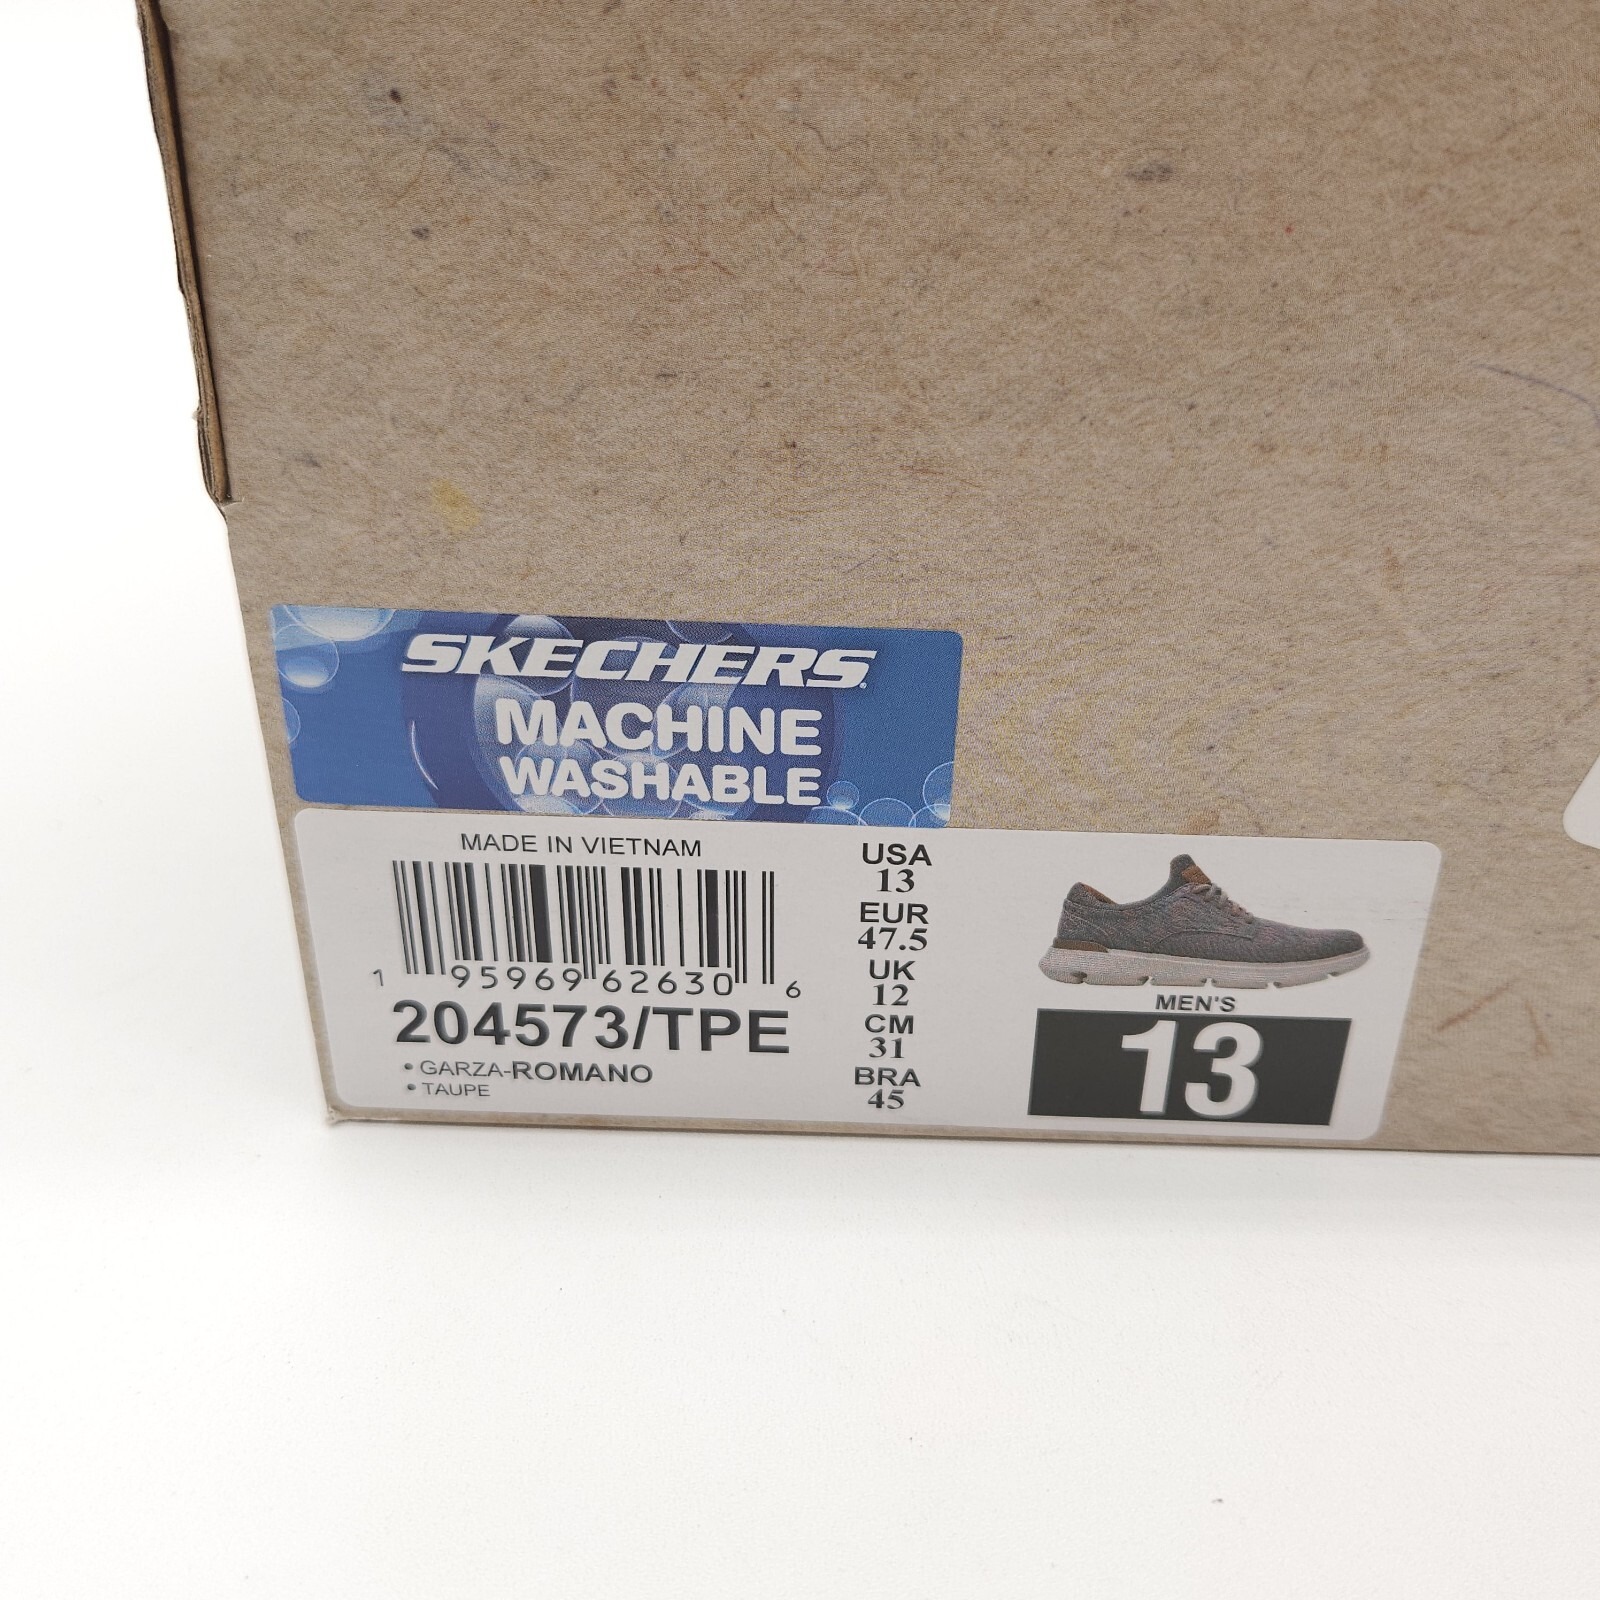 SKECHERS
MACHINE
WASHABLE
MADE IN VIETNAM
1 95969 62630 6
204573/TPE
• GARZA-ROMANO
• TAUPE
USA
13
EUR
47.5
UK
12
CM
31
BRA
45
MEN'S
13